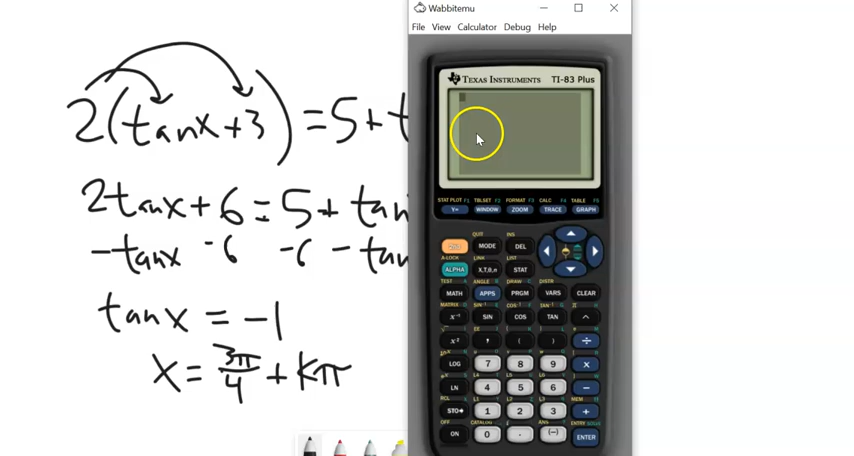 Wabbitemu
File View Calculator Debug Help
TEXAS INSTRUMENTS TI-83 Plus
2(tanx+3)=5+t
2tanx+6=5+tan
-tanx -6 -6 -tan
tanx = -1
x = 3π/4 + kπ
STAT PLOT F1 TBLSET F2 FORMAT F3 CALC F4 TABLE F5
Y= WINDOW ZOOM TRACE GRAPH
QUIT INS
2ND MODE DEL
A-LOCK LINK LIST
ALPHA X,T,θ,n STAT
TEST A ANGLE B DRAW C DISTR
MATH APPS PRGM VARS CLEAR
MATRIX D SIN⁻¹ E COS⁻¹ F TAN⁻¹ G π H
x⁻¹ SIN COS TAN ^
x² , ( ) ÷
LOG 7 8 9 ×
LN 4 5 6 −
RCL
STO→ 1 2 3 +
OFF CATALOG ENTRY SOLVE
ON 0 . (−) ENTER